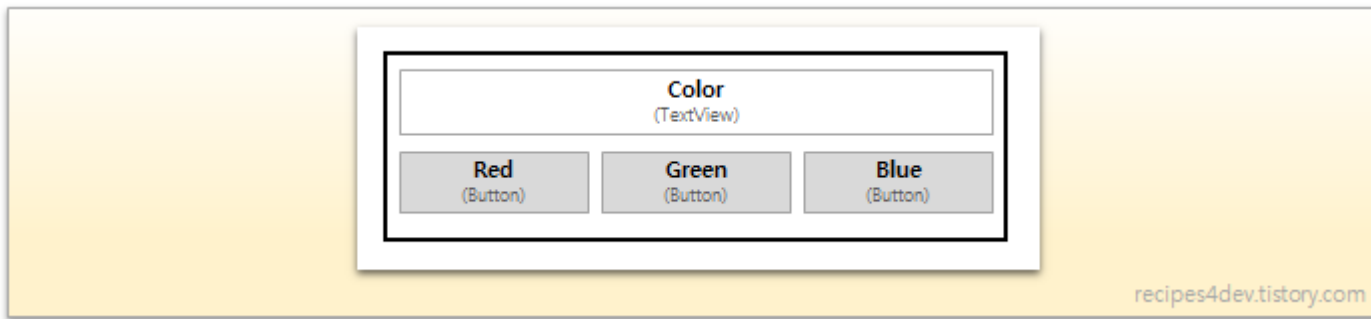 Color
(TextView)
Red
(Button)
Green
(Button)
Blue
(Button)
recipes4dev.tistory.com